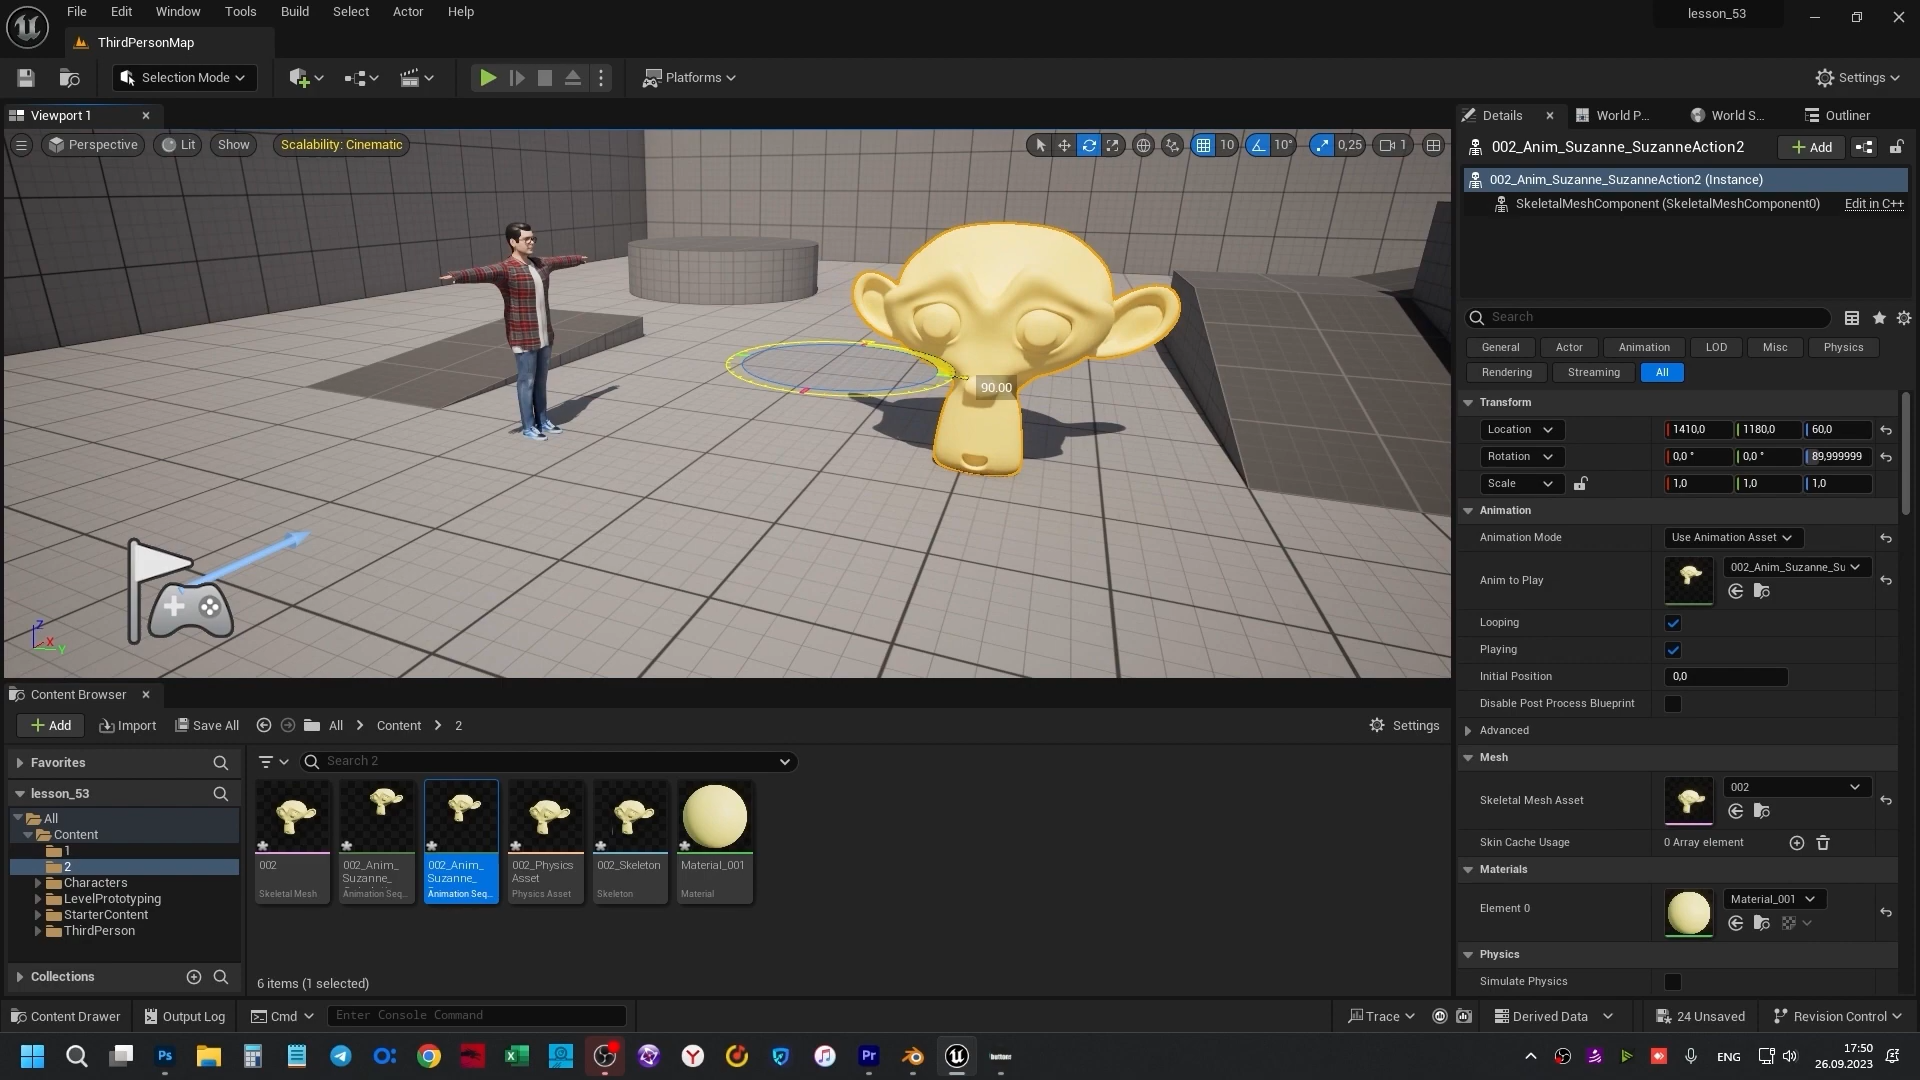 File Edit Window Tools Build Select Actor Help
lesson_53
ThirdPersonMap
Selection Mode
Platforms
Settings
Viewport 1
Perspective
Lit
Show
Scalability: Cinematic
10
10°
0,25
1
90.00
Z
X
Y
Details
World P...
World S...
Outliner
002_Anim_Suzanne_SuzanneAction2
+ Add
002_Anim_Suzanne_SuzanneAction2 (Instance)
SkeletalMeshComponent (SkeletalMeshComponent0)
Edit in C++
Search
General Actor Animation LOD Misc Physics
Rendering Streaming All
Transform
Location 1410,0 1180,0 60,0
Rotation 0,0 ° 0,0 ° 89,999999
Scale 1,0 1,0 1,0
Animation
Animation Mode Use Animation Asset
Anim to Play 002_Anim_Suzanne_Su
Looping
Playing
Initial Position 0,0
Disable Post Process Blueprint
Advanced
Mesh
Skeletal Mesh Asset 002
Skin Cache Usage 0 Array element
Materials
Element 0 Material_001
Physics
Simulate Physics
Content Browser
+ Add
Import
Save All
All > Content > 2
Settings
Favorites
lesson_53
All
Content
1
2
Characters
LevelPrototyping
StarterContent
ThirdPerson
Collections
Search 2
002
Skeletal Mesh
002_Anim_
Suzanne_
Animation Seq...
002_Anim_
Suzanne_
Animation Seq...
002_Physics
Asset
Physics Asset
002_Skeleton
Skeleton
Material_001
Material
6 items (1 selected)
Content Drawer
Output Log
Cmd
Enter Console Command
Trace
Derived Data
24 Unsaved
Revision Control
Ps
Pr
buttons
ENG
17:50
26.09.2023